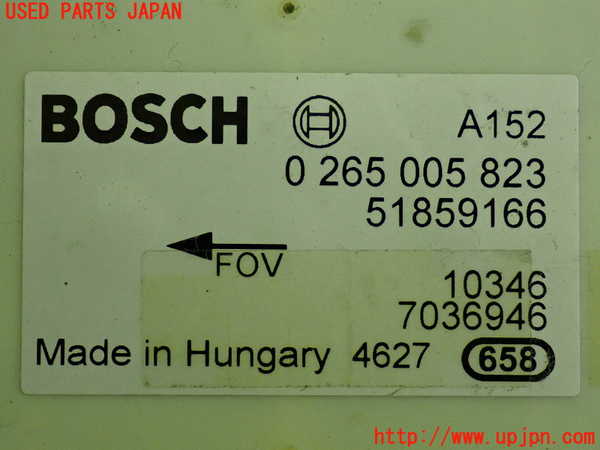 USED PARTS JAPAN
BOSCH A152
0 265 005 823
51859166
FOV
10346
7036946
Made in Hungary 4627 658
http://www.upjpn.com/